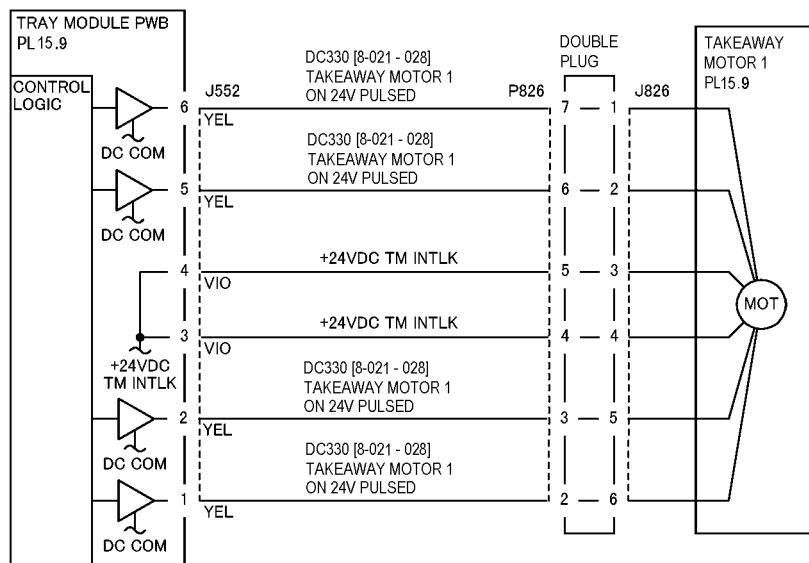 TRAY MODULE PWB
PL 15.9
CONTROL
LOGIC
DC COM
DC COM
+24VDC
TM INTLK
DC COM
DC COM
J552
6
YEL
5
YEL
4
VIO
3
VIO
2
YEL
1
YEL
DC330 [8-021 - 028]
TAKEAWAY MOTOR 1
ON 24V PULSED
DC330 [8-021 - 028]
TAKEAWAY MOTOR 1
ON 24V PULSED
+24VDC TM INTLK
+24VDC TM INTLK
DC330 [8-021 - 028]
TAKEAWAY MOTOR 1
ON 24V PULSED
DC330 [8-021 - 028]
TAKEAWAY MOTOR 1
ON 24V PULSED
DOUBLE
PLUG
P826 J826
7 1
6 2
5 3
4 4
3 5
2 6
TAKEAWAY
MOTOR 1
PL15.9
MOT